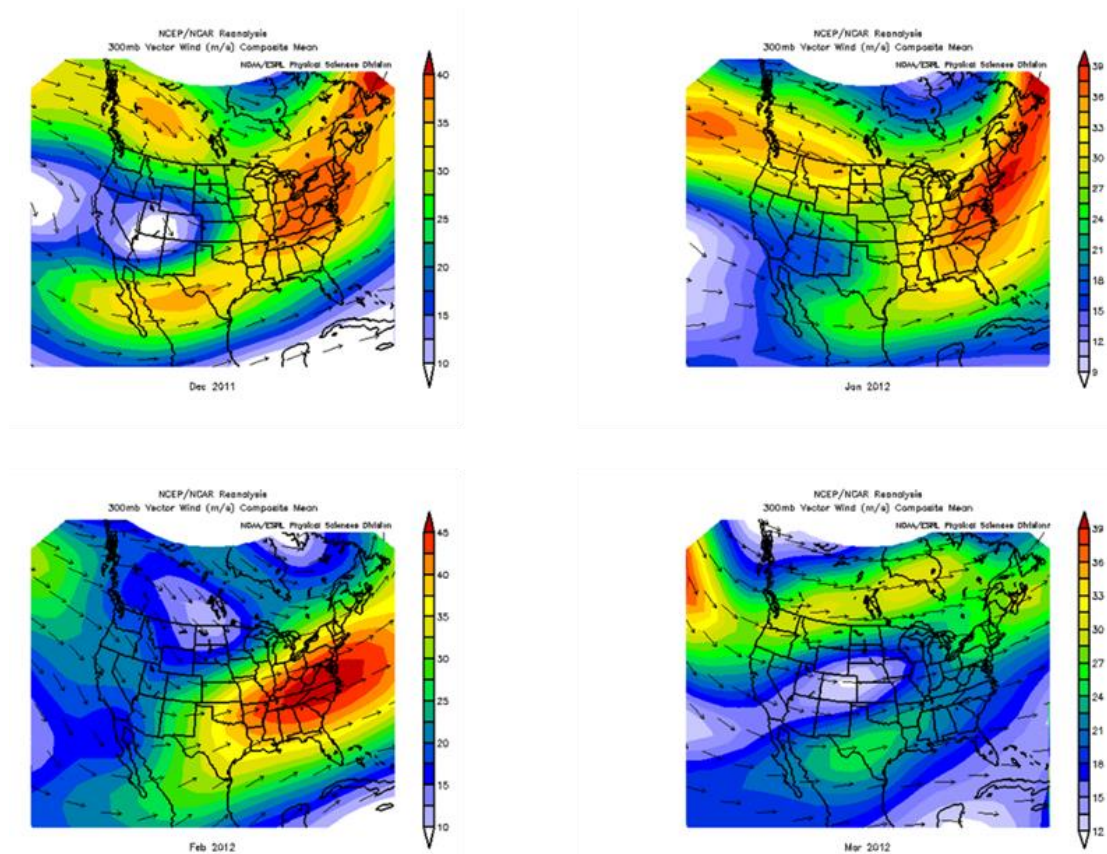 NCEP/NCAR Reanalysis
300mb Vector Wind (m/s) Composite Mean
NOAA/ESRL Physical Sciences Division
40
35
30
25
20
15
10
Dec 2011
NCEP/NCAR Reanalysis
300mb Vector Wind (m/s) Composite Mean
NOAA/ESRL Physical Sciences Division
39
36
33
30
27
24
21
18
15
12
9
Jan 2012
NCEP/NCAR Reanalysis
300mb Vector Wind (m/s) Composite Mean
NOAA/ESRL Physical Sciences Division
45
40
35
30
25
20
15
10
Feb 2012
NCEP/NCAR Reanalysis
300mb Vector Wind (m/s) Composite Mean
NOAA/ESRL Physical Sciences Division
39
36
33
30
27
24
21
18
15
12
Mar 2012